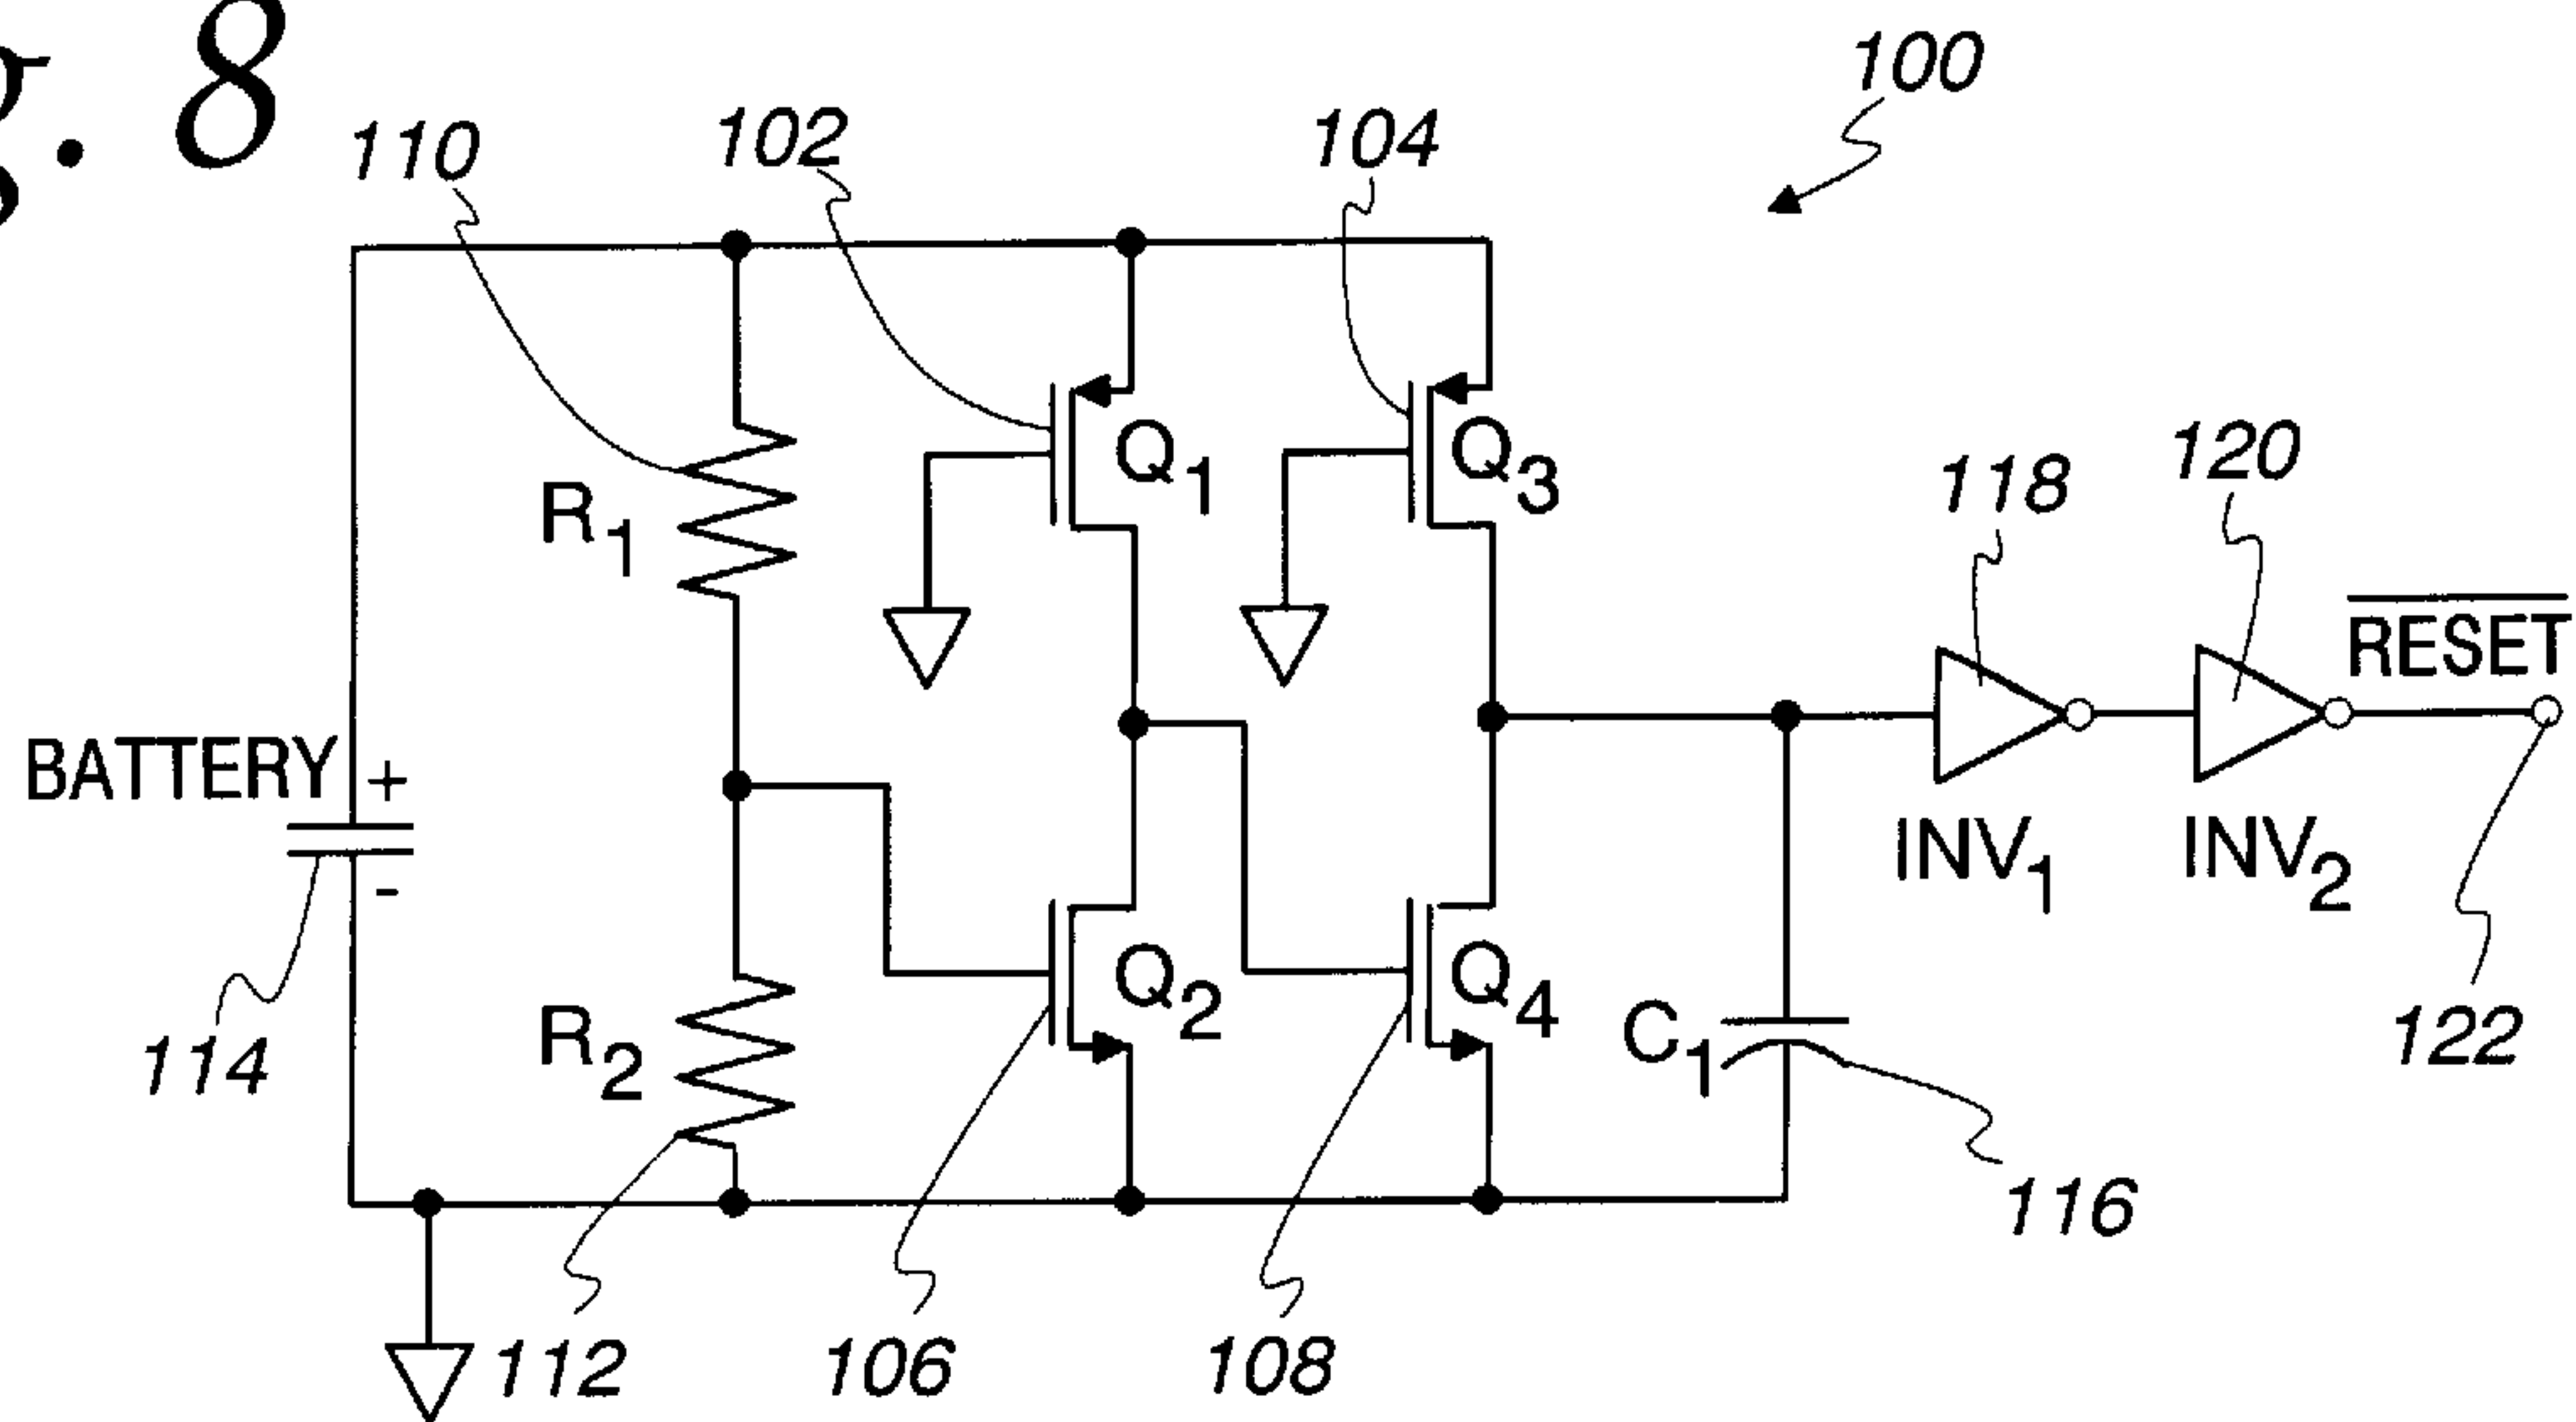 g. 8
100
110
102
104
R1
Q1
Q3
118
120
RESET
BATTERY
+
-
INV1
INV2
R2
Q2
Q4
C1
114
122
116
112
106
108